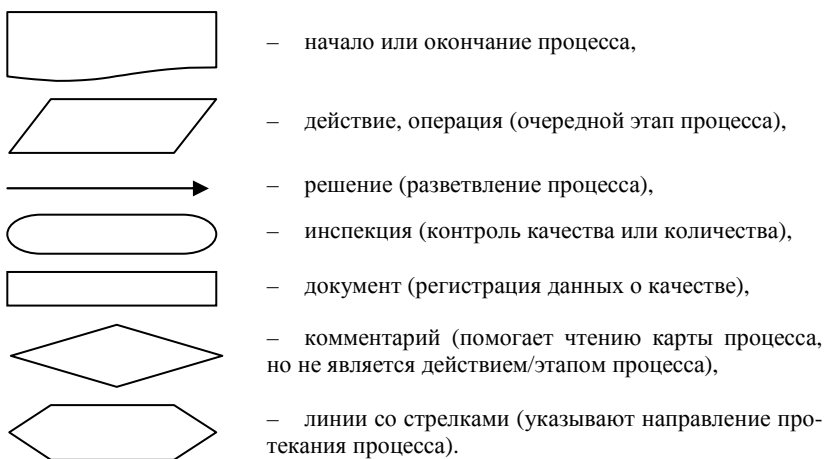 – начало или окончание процесса,
– действие, операция (очередной этап процесса),
– решение (разветвление процесса),
– инспекция (контроль качества или количества),
– документ (регистрация данных о качестве),
– комментарий (помогает чтению карты процесса,
но не является действием/этапом процесса),
– линии со стрелками (указывают направление про-
текания процесса).